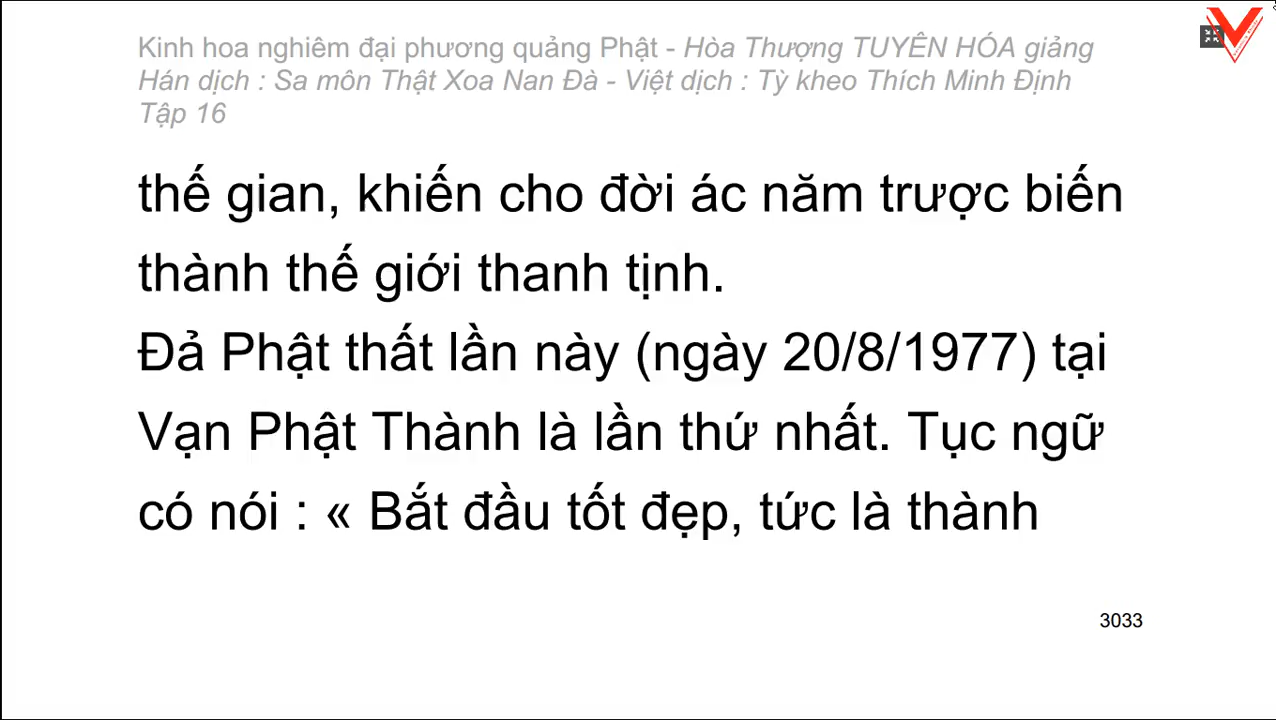 Kinh hoa nghiêm đại phương quảng Phật - Hòa Thượng TUYÊN HÓA giảng
Hán dịch : Sa môn Thật Xoa Nan Đà - Việt dịch : Tỳ kheo Thích Minh Định
Tập 16
thế gian, khiến cho đời ác năm trược biến
thành thế giới thanh tịnh.
Đả Phật thất lần này (ngày 20/8/1977) tại
Vạn Phật Thành là lần thứ nhất. Tục ngữ
có nói : « Bắt đầu tốt đẹp, tức là thành
3033